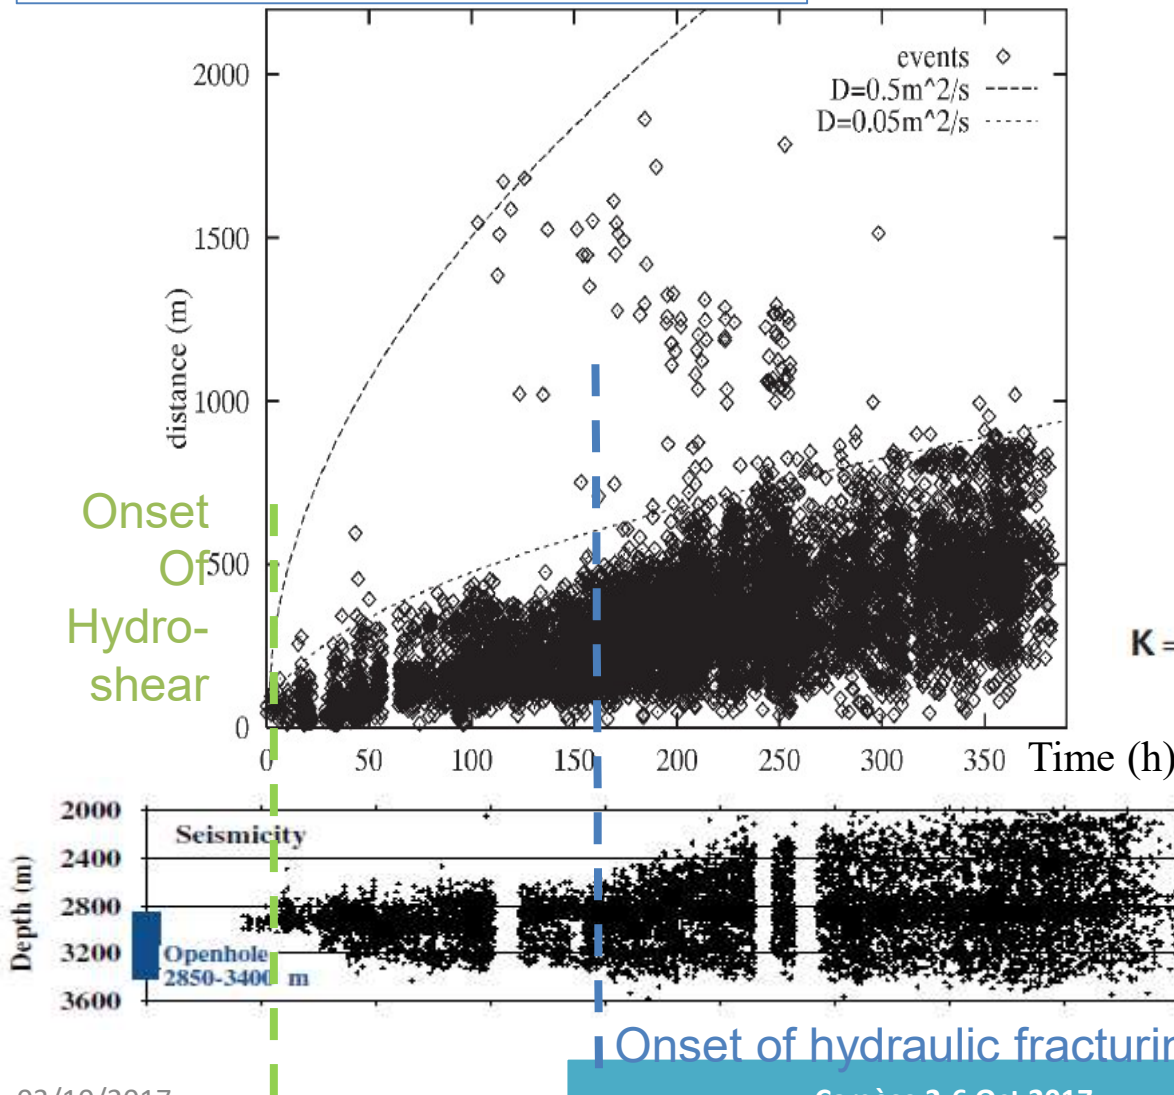 2000
1500
1000
500
0
distance (m)
events
D=0.5m^2/s
D=0.05m^2/s
Onset
Of
Hydro-
shear
K =
0 50 100 150 200 250 300 350 Time (h)
2000
2400
2800
3200
3600
Depth (m)
Seismicity
Openhole
2850-3400 m
Onset of hydraulic fracturin